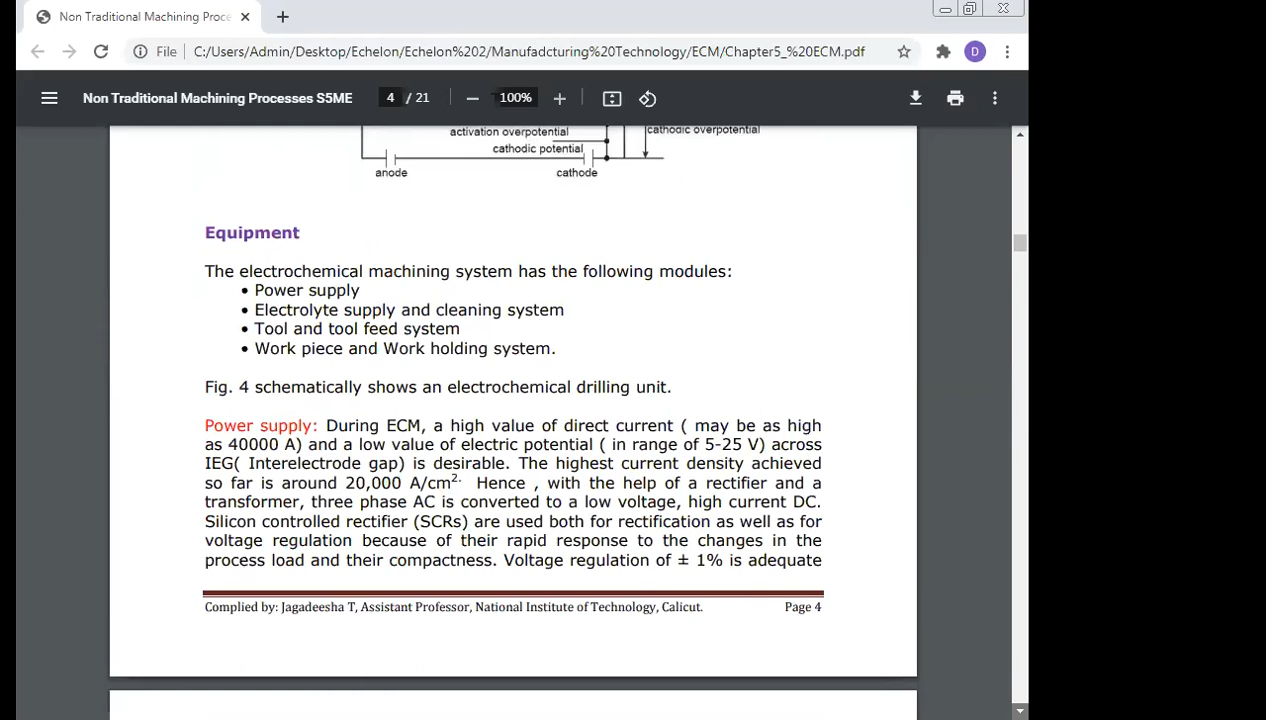 Non Traditional Machining Proce
File
C:/Users/Admin/Desktop/Echelon/Echelon%202/Manufadcturing%20Technology/ECM/Chapter5_%20ECM.pdf
D
Non Traditional Machining Processes S5ME
4 / 21
100%
activation overpotential
cathodic overpotential
cathodic potential
anode
cathode
Equipment
The electrochemical machining system has the following modules:
• Power supply
• Electrolyte supply and cleaning system
• Tool and tool feed system
• Work piece and Work holding system.
Fig. 4 schematically shows an electrochemical drilling unit.
Power supply: During ECM, a high value of direct current ( may be as high
as 40000 A) and a low value of electric potential ( in range of 5-25 V) across
IEG( Interelectrode gap) is desirable. The highest current density achieved
so far is around 20,000 A/cm2. Hence , with the help of a rectifier and a
transformer, three phase AC is converted to a low voltage, high current DC.
Silicon controlled rectifier (SCRs) are used both for rectification as well as for
voltage regulation because of their rapid response to the changes in the
process load and their compactness. Voltage regulation of ± 1% is adequate
Complied by: Jagadeesha T, Assistant Professor, National Institute of Technology, Calicut.
Page 4